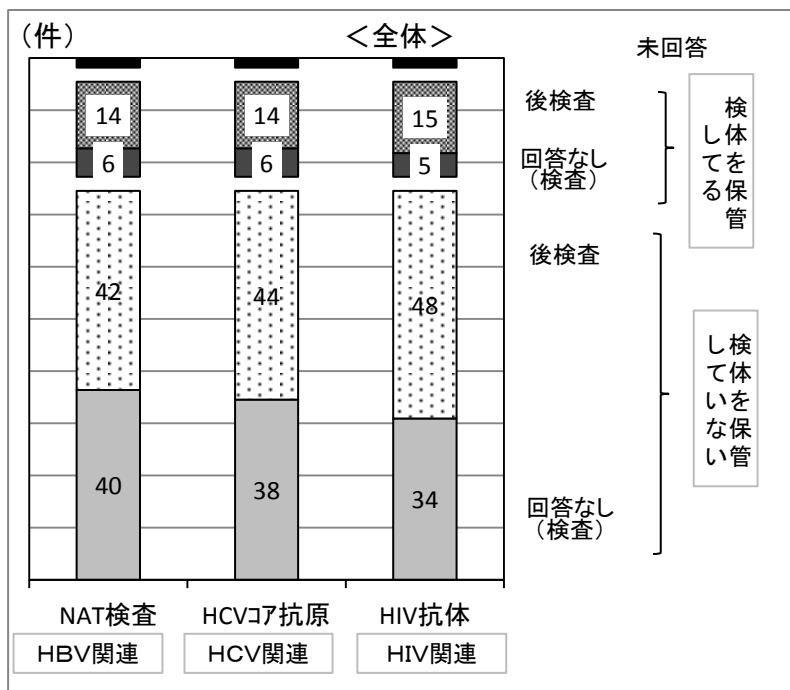 (件)
<全体>
未回答
14
14
15
後検査
検体を保管
してる
6
6
5
回答なし
(検査)
42
44
48
後検査
検体を保管
していない
40
38
34
回答なし
(検査)
NAT検査
HCVコア抗原
HIV抗体
HBV関連
HCV関連
HIV関連